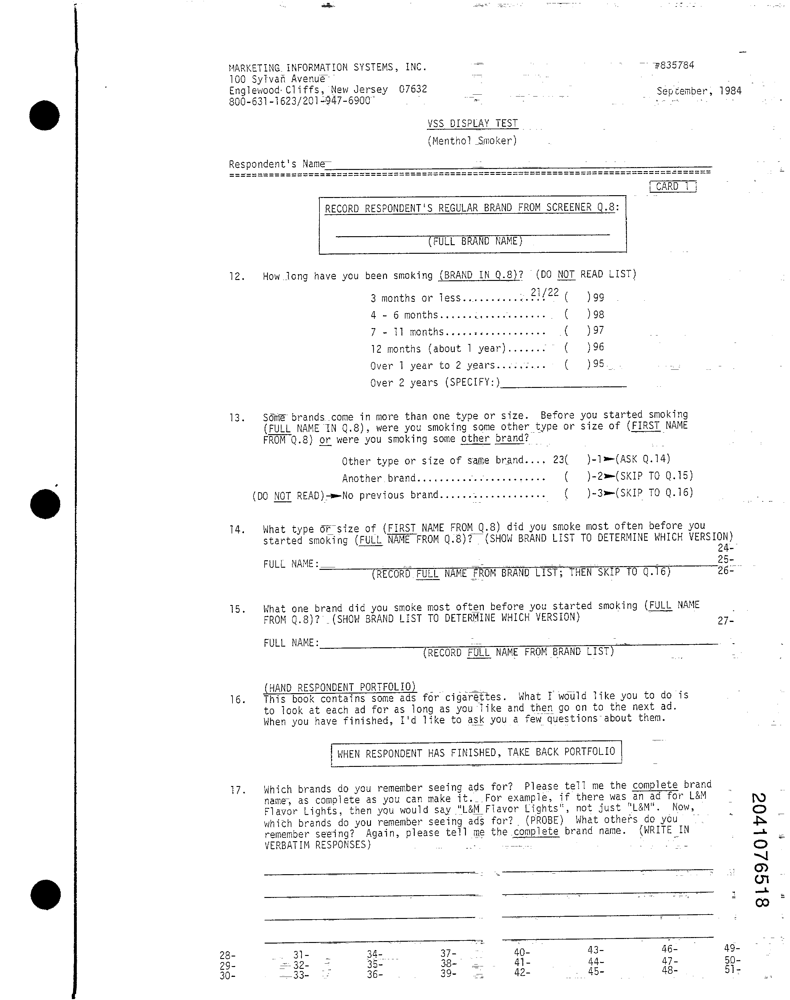 MARKETING INFORMATION SYSTEMS, INC. #835784
100 Sylvan Avenue
Englewood Cliffs, New Jersey 07632 September, 1984
800-631-1623/201-947-6900
VSS DISPLAY TEST
(Menthol Smoker)
Respondent's Name
CARD 1
RECORD RESPONDENT'S REGULAR BRAND FROM SCREENER Q.8:
(FULL BRAND NAME)
12. How long have you been smoking (BRAND IN Q.8)? (DO NOT READ LIST)
3 months or less.............. 21/22 ( )99
4 - 6 months................... ( )98
7 - 11 months.................. ( )97
12 months (about 1 year)....... ( )96
Over 1 year to 2 years......... ( )95
Over 2 years (SPECIFY:)
13. Some brands come in more than one type or size. Before you started smoking
(FULL NAME IN Q.8), were you smoking some other type or size of (FIRST NAME
FROM Q.8) or were you smoking some other brand?
Other type or size of same brand.... 23( )-1►(ASK Q.14)
Another brand....................... ( )-2►(SKIP TO Q.15)
(DO NOT READ)-►No previous brand................... ( )-3►(SKIP TO Q.16)
14. What type or size of (FIRST NAME FROM Q.8) did you smoke most often before you
started smoking (FULL NAME FROM Q.8)? (SHOW BRAND LIST TO DETERMINE WHICH VERSION)
24-
FULL NAME: 25-
(RECORD FULL NAME FROM BRAND LIST; THEN SKIP TO Q.16) 26-
15. What one brand did you smoke most often before you started smoking (FULL NAME
FROM Q.8)? (SHOW BRAND LIST TO DETERMINE WHICH VERSION) 27-
FULL NAME:
(RECORD FULL NAME FROM BRAND LIST)
(HAND RESPONDENT PORTFOLIO)
16. This book contains some ads for cigarettes. What I would like you to do is
to look at each ad for as long as you like and then go on to the next ad.
When you have finished, I'd like to ask you a few questions about them.
WHEN RESPONDENT HAS FINISHED, TAKE BACK PORTFOLIO
17. Which brands do you remember seeing ads for? Please tell me the complete brand
name, as complete as you can make it. For example, if there was an ad for L&M
Flavor Lights, then you would say "L&M Flavor Lights", not just "L&M". Now,
which brands do you remember seeing ads for? (PROBE) What others do you
remember seeing? Again, please tell me the complete brand name. (WRITE IN
VERBATIM RESPONSES)
28- 31- 34- 37- 40- 43- 46- 49-
29- 32- 35- 38- 41- 44- 47- 50-
30- 33- 36- 39- 42- 45- 48- 51-
2041076518